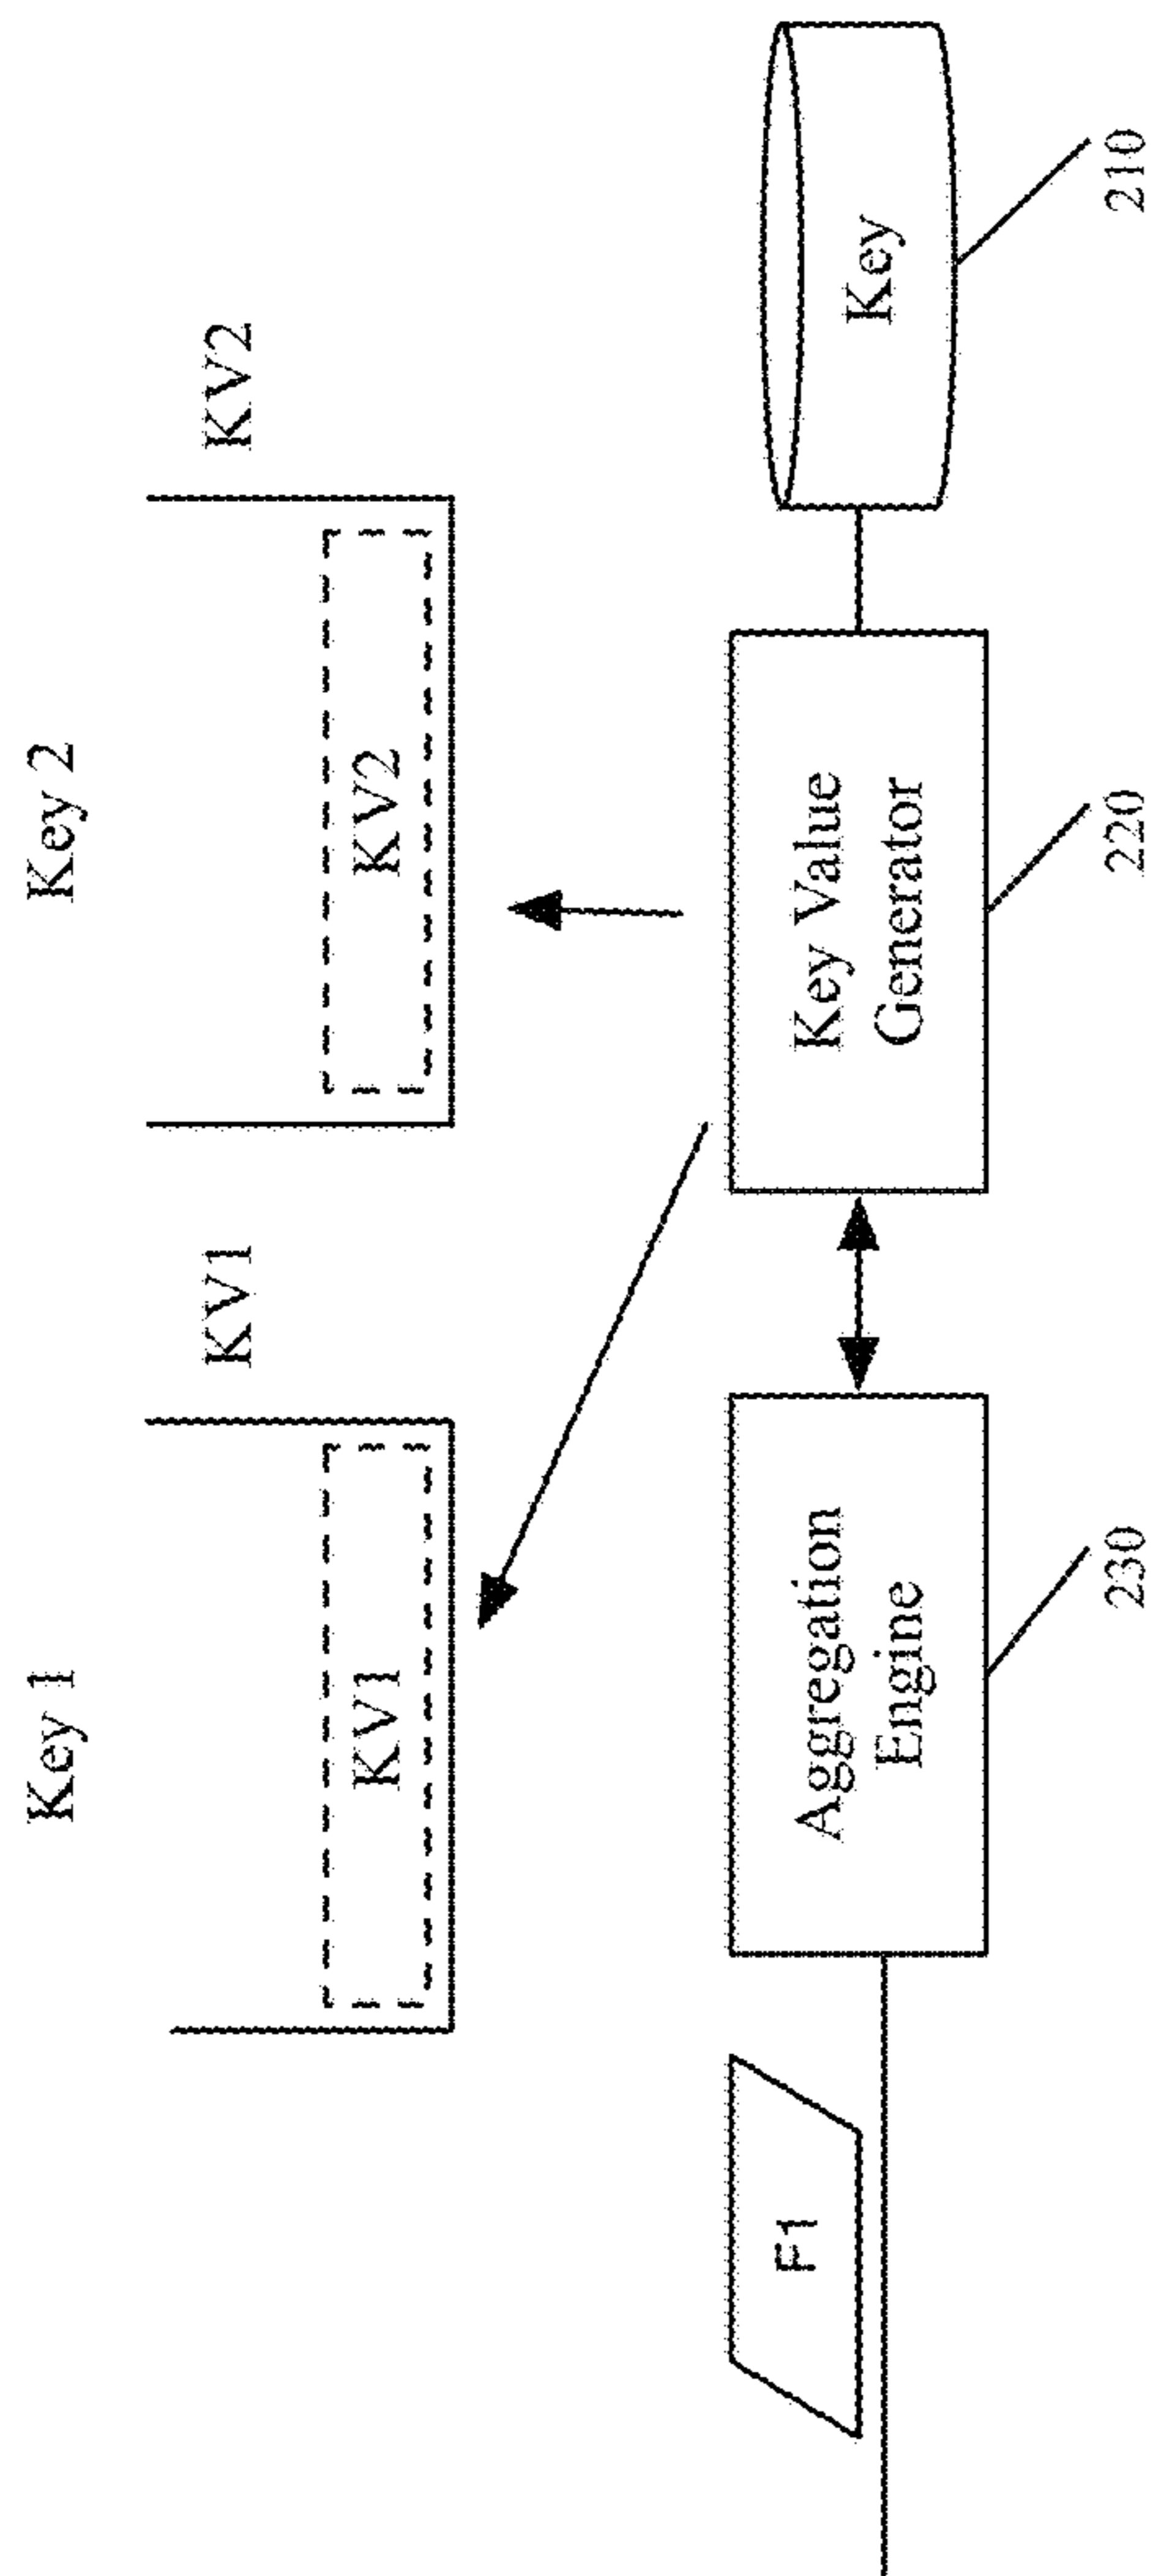 Key 1
Key 2
KV1
KV2
KV1
KV2
F1
Aggregation
Engine
Key Value
Generator
Key
230
220
210